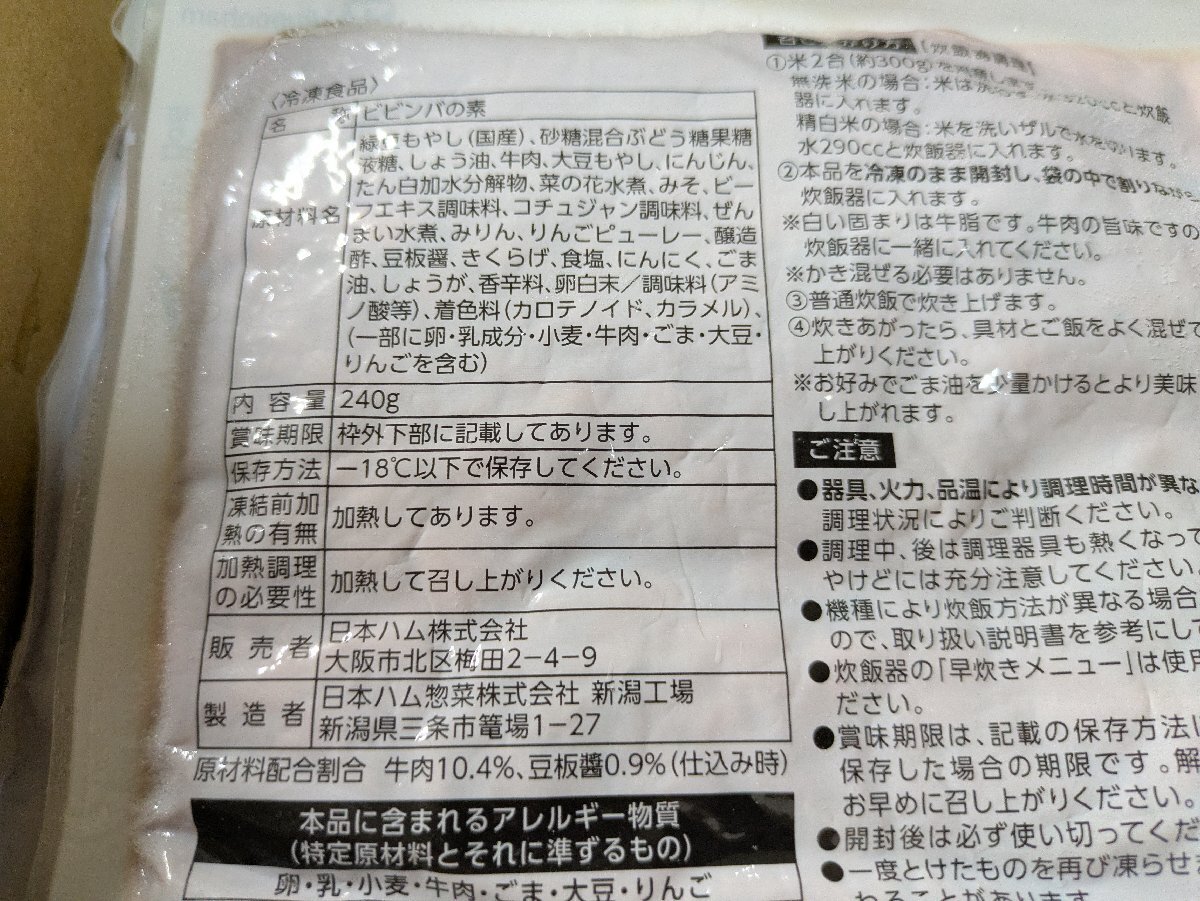 〈冷凍食品〉
名 称 ビビンバの素
原材料名
緑豆もやし(国産)、砂糖混合ぶどう糖果糖
液糖、しょう油、牛肉、大豆もやし、にんじん、
たん白加水分解物、菜の花水煮、みそ、ビー
フエキス調味料、コチュジャン調味料、ぜん
まい水煮、みりん、りんごピューレー、醸造
酢、豆板醤、きくらげ、食塩、にんにく、ごま
油、しょうが、香辛料、卵白末／調味料(アミ
ノ酸等)、着色料(カロテノイド、カラメル)、
(一部に卵・乳成分・小麦・牛肉・ごま・大豆・
りんごを含む)
内容量 240g
賞味期限 枠外下部に記載してあります。
保存方法 −18℃以下で保存してください。
凍結前加
熱の有無 加熱してあります。
加熱調理
の必要性 加熱して召し上がりください。
販売者 日本ハム株式会社
大阪市北区梅田2−4−9
製造者 日本ハム惣菜株式会社 新潟工場
新潟県三条市篭場1−27
原材料配合割合 牛肉10.4%、豆板醤0.9%(仕込み時)
本品に含まれるアレルギー物質
(特定原材料とそれに準ずるもの)
卵・乳・小麦・牛肉・ごま・大豆・りんご
①米2合(約300g)を
無洗米の場合:米は と炊飯
器に入れます。
精白米の場合:米を洗いザルで水を切ります。
水290ccと炊飯器に入れます。
②本品を冷凍のまま開封し、袋の中で割りながら
炊飯器に入れます。
※白い固まりは牛脂です。牛肉の旨味ですの
炊飯器に一緒に入れてください。
※かき混ぜる必要はありません。
③普通炊飯で炊き上げます。
④炊きあがったら、具材とご飯をよく混ぜて
上がりください。
※お好みでごま油を少量かけるとより美味
し上がれます。
ご注意
●器具、火力、品温により調理時間が異な
調理状況によりご判断ください。
●調理中、後は調理器具も熱くなって
やけどには充分注意してください。
●機種により炊飯方法が異なる場合
ので、取り扱い説明書を参考にして
●炊飯器の「早炊きメニュー」は使用
ださい。
●賞味期限は、記載の保存方法
保存した場合の期限です。解
お早めに召し上がりください。
●開封後は必ず使い切ってくだ
●一度とけたものを再び凍らせ
わることがあります